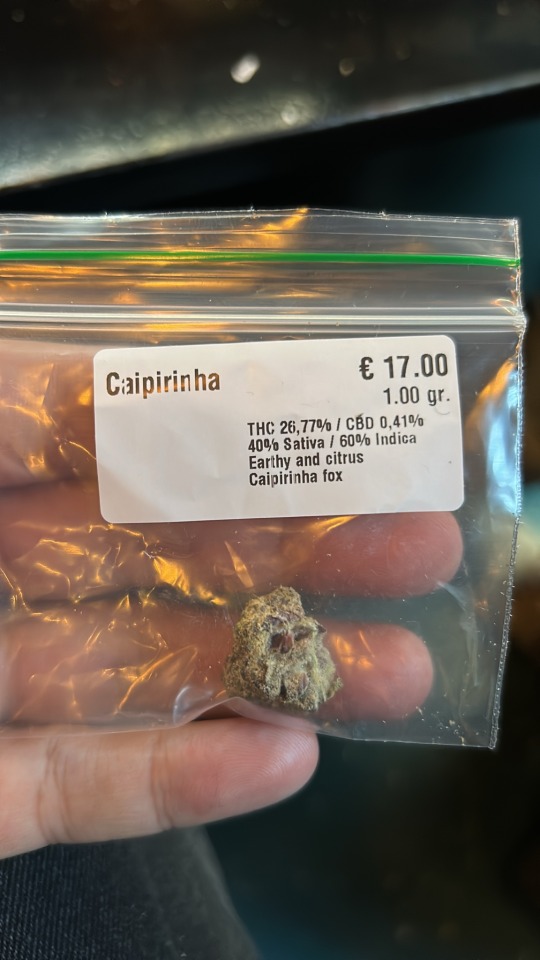 Caipirinha
€ 17.00
1.00 gr.
THC 26,77% / CBD 0,41%
40% Sativa / 60% Indica
Earthy and citrus
Caipirinha fox